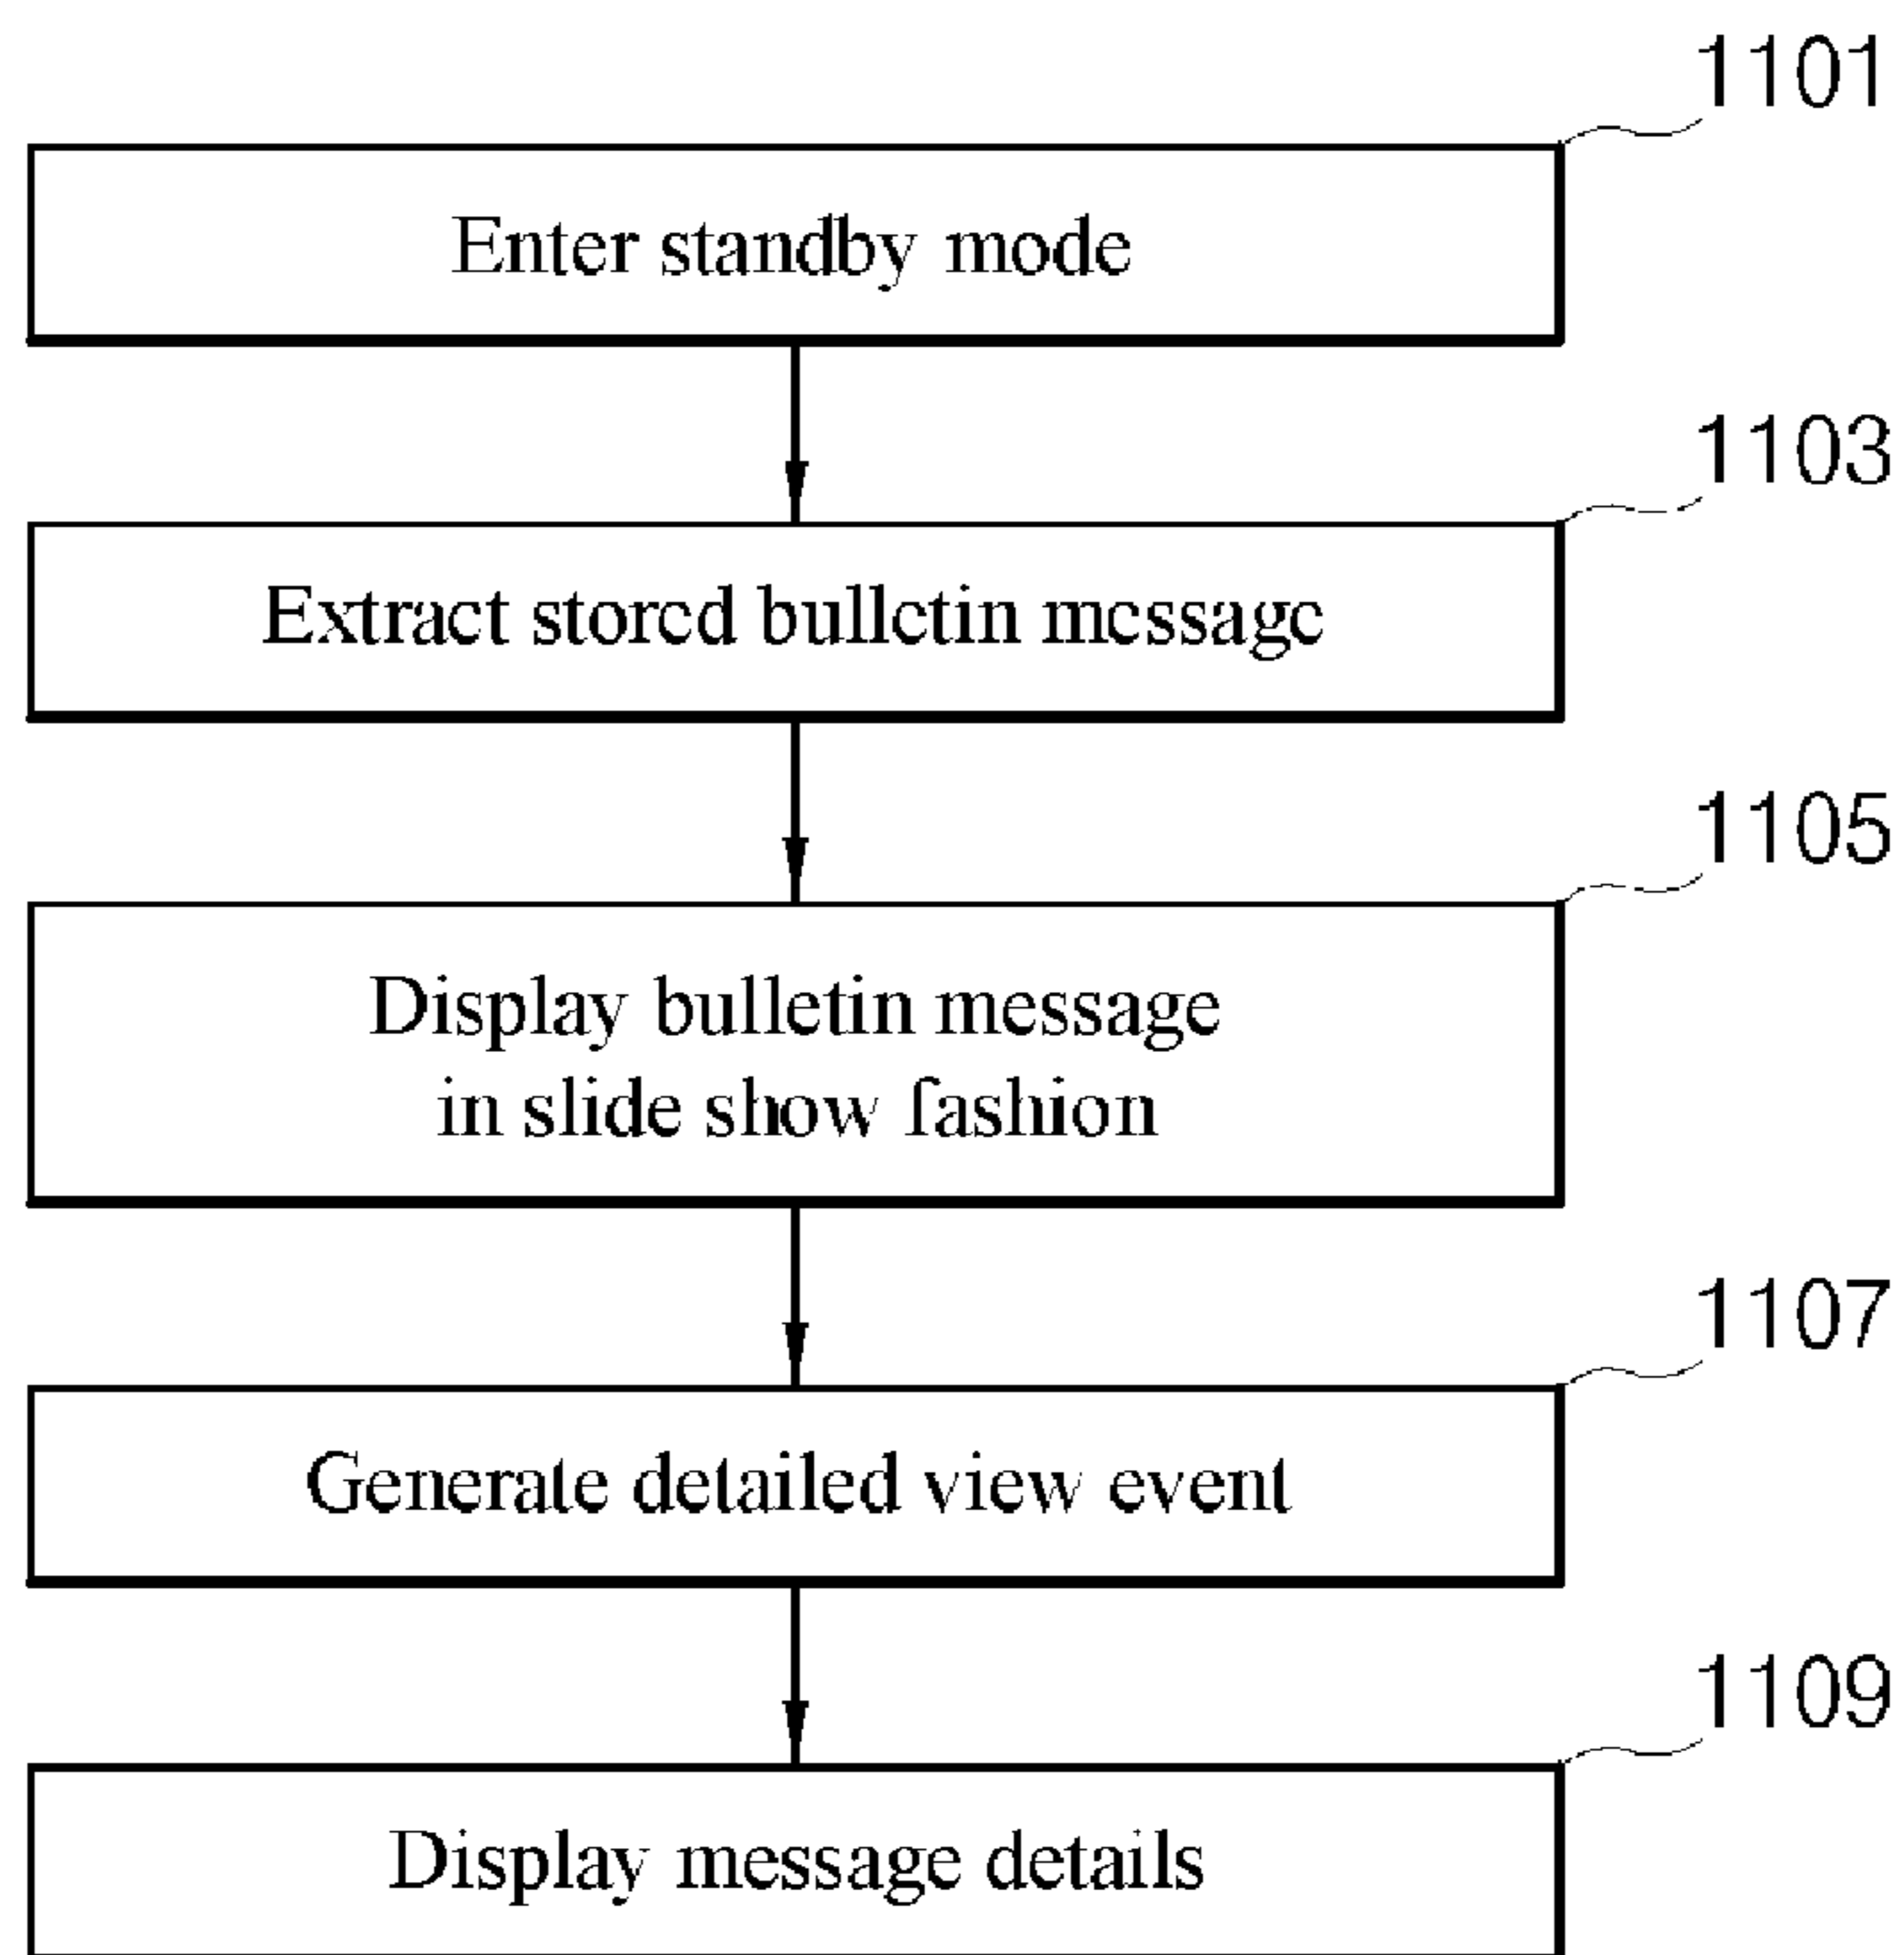 1101
Enter standby mode
1103
Extract stored bulletin message
1105
Display bulletin message
in slide show fashion
1107
Generate detailed view event
1109
Display message details